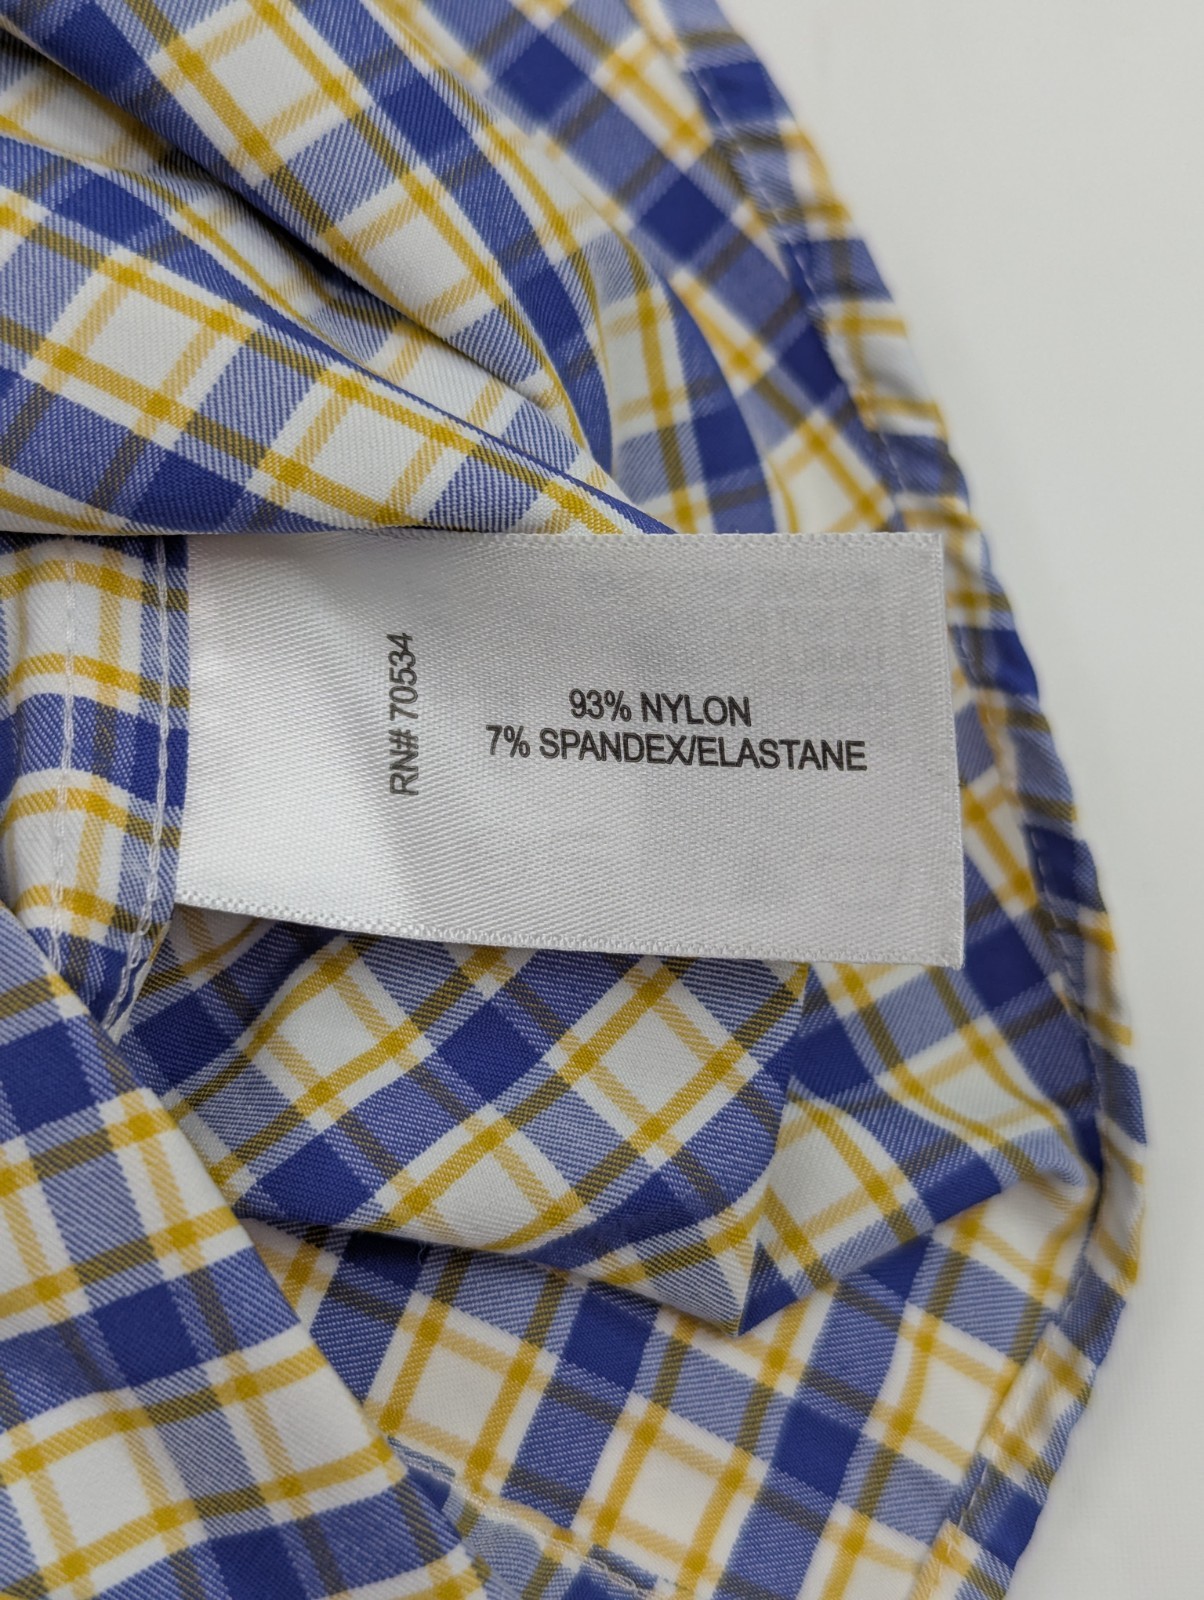 RN# 70534
93% NYLON
7% SPANDEX/ELASTANE